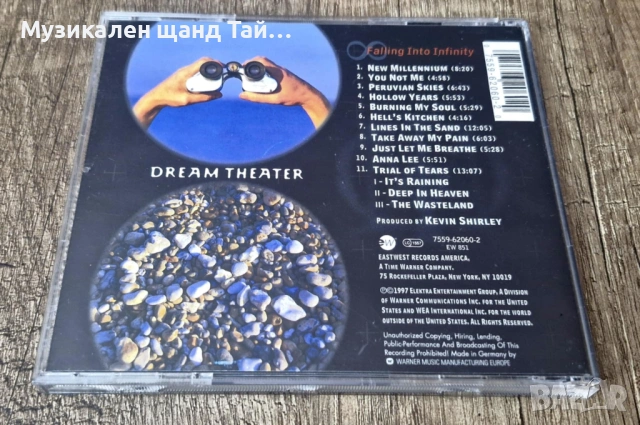 Музикален щанд Тай...
Falling Into Infinity
1. New Millennium (8:20)
2. You Not Me (4:58)
3. Peruvian Skies (6:43)
4. Hollow Years (5:53)
5. Burning My Soul (5:29)
6. Hell's Kitchen (4:16)
7. Lines In The Sand (12:05)
8. Take Away My Pain (6:03)
9. Just Let Me Breathe (5:28)
10. Anna Lee (5:51)
11. Trial of Tears (13:07)
I - It's Raining
II - Deep In Heaven
III - The Wasteland
Produced by Kevin Shirley
DREAM THEATER
7559-62060-2
EW 851
EastWest Records America,
A Time Warner Company.
75 Rockefeller Plaza, New York, NY 10019
℗©1997 Elektra Entertainment Group, A Division
of Warner Communications Inc. for the United
States and WEA International Inc. for the world
outside of the United States. All Rights Reserved.
Unauthorized Copying, Hiring, Lending,
Public-Performance And Broadcasting Of This
Recording Prohibited! Made in Germany by
WARNER MUSIC MANUFACTURING EUROPE
BAZAR